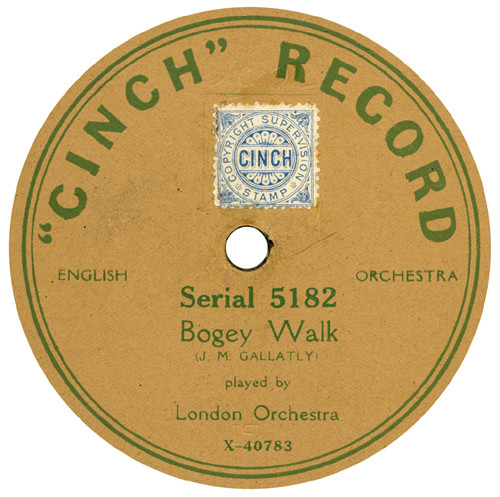 "CINCH" RECORD
COPYRIGHT SUPERVISION
CINCH
STAMP
ENGLISH ORCHESTRA
Serial 5182
Bogey Walk
(J. M. GALLATLY)
played by
London Orchestra
X-40783